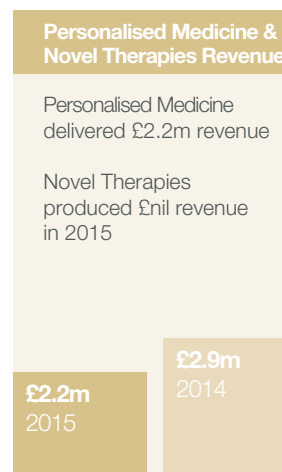 Personalised Medicine &
Novel Therapies Revenue
Personalised Medicine
delivered £2.2m revenue
Novel Therapies
produced £nil revenue
in 2015
£2.9m
2014
£2.2m
2015